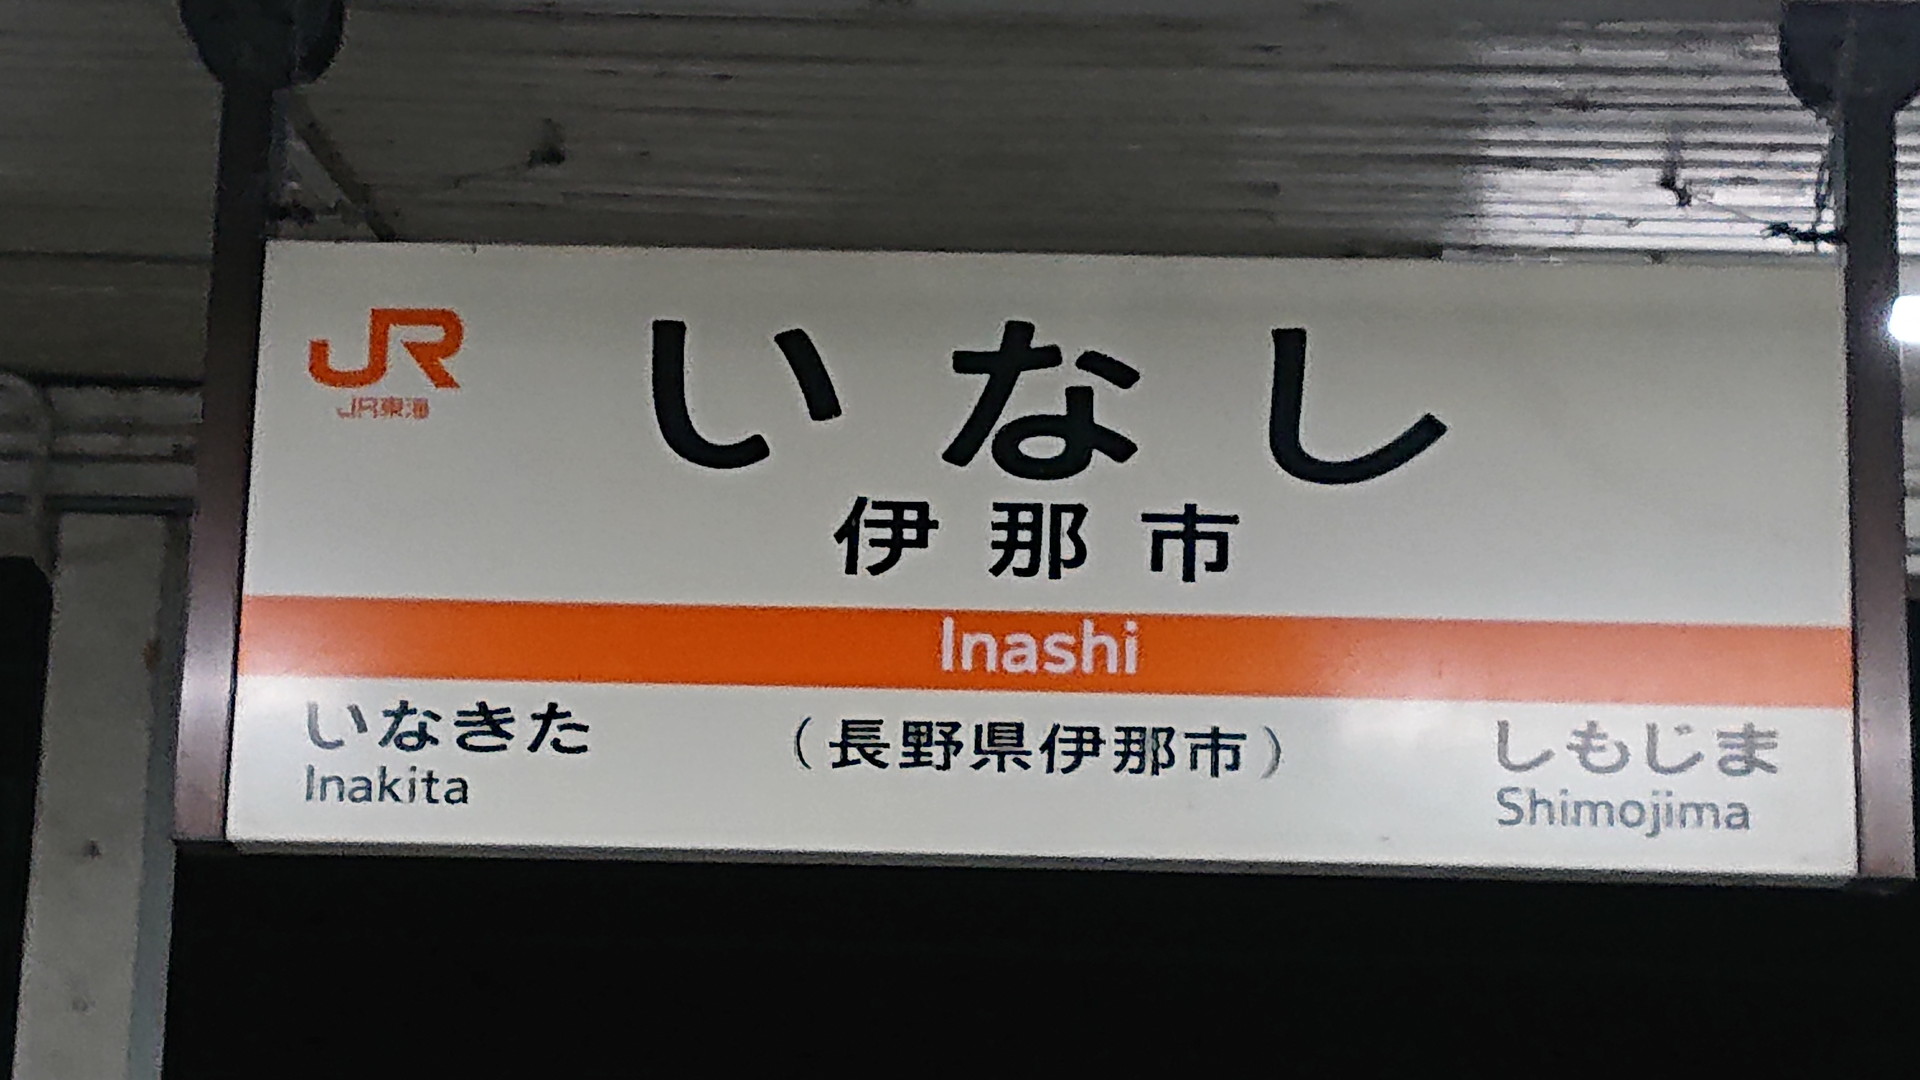 JR
JR東海
いなし
伊那市
Inashi
いなきた
Inakita
（長野県伊那市）
しもじま
Shimojima